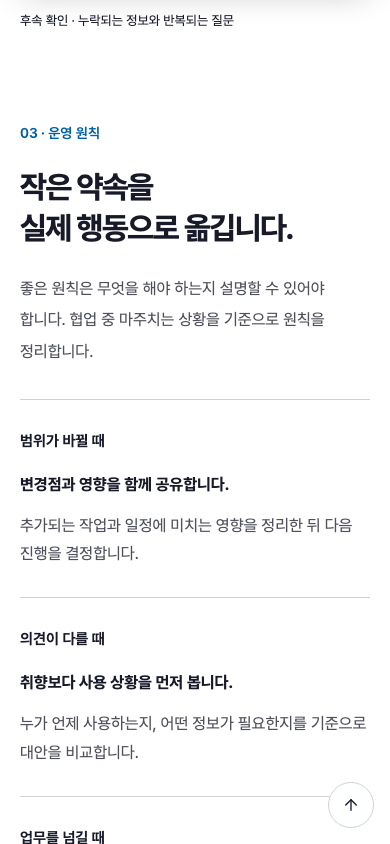 후속 확인 · 누락되는 정보와 반복되는 질문
03 · 운영 원칙
작은 약속을
실제 행동으로 옮깁니다.
좋은 원칙은 무엇을 해야 하는지 설명할 수 있어야
합니다. 협업 중 마주치는 상황을 기준으로 원칙을
정리합니다.
범위가 바뀔 때
변경점과 영향을 함께 공유합니다.
추가되는 작업과 일정에 미치는 영향을 정리한 뒤 다음
진행을 결정합니다.
의견이 다를 때
취향보다 사용 상황을 먼저 봅니다.
누가 언제 사용하는지, 어떤 정보가 필요한지를 기준으로
대안을 비교합니다.
업무를 넘길 때